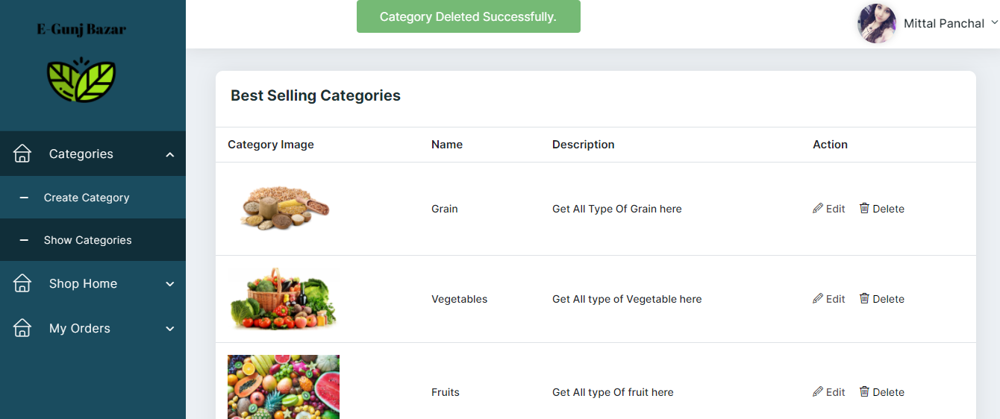 E-Gunj Bazar
Category Deleted Successfully.
Mittal Panchal
Categories
Create Category
Show Categories
Shop Home
My Orders
Best Selling Categories
Category Image Name Description Action
Grain Get All Type Of Grain here Edit Delete
Vegetables Get All type of Vegetable here Edit Delete
Fruits Get All type Of fruit here Edit Delete